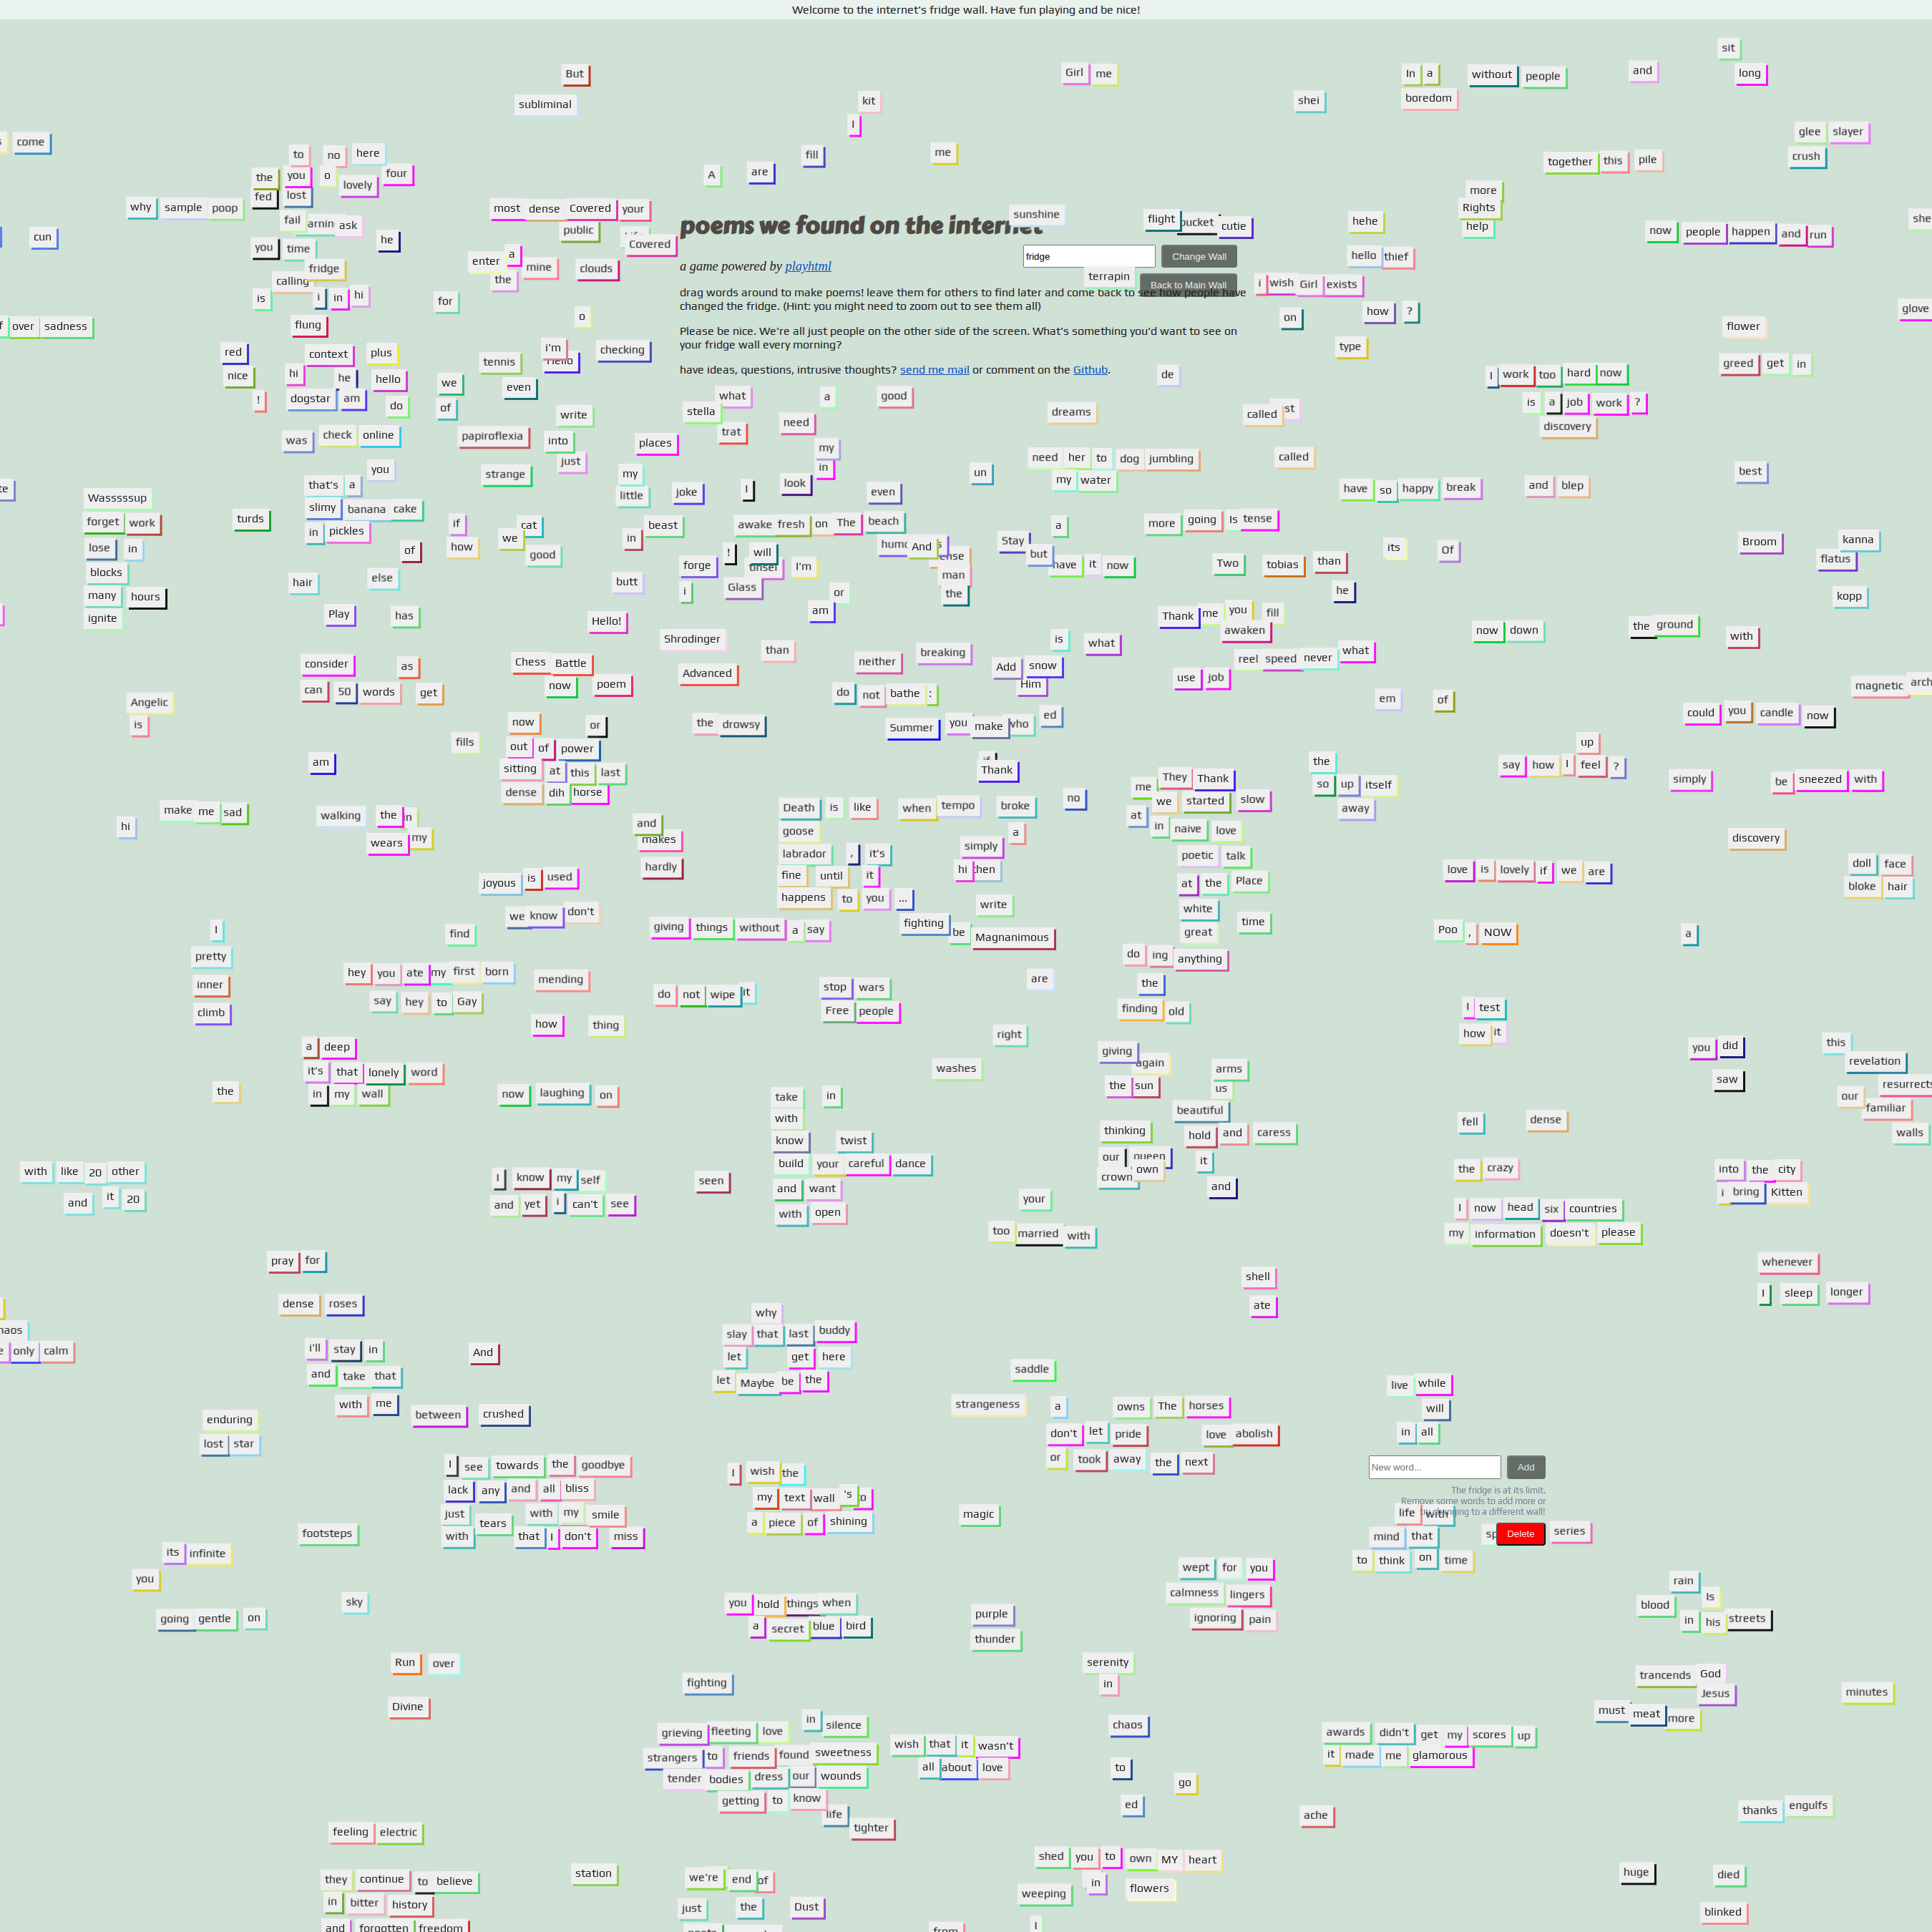 Welcome to the internet's fridge wall. Have fun playing and be nice!
sit
But Girl me In a without people and long
subliminal kit shei boredom
I glee slayer
come to no here fill me together this pile crush
the you o lovely four A are
fed lost more
why sample poop most dense Covered your sunshine Rights
fail ask public flight cutie hehe help now people happen and run
cun you time he Covered
poems we found on the internet
enter a mine clouds the
fridge Change Wall
hello thief
a game powered by playhtml
fridge calling terrapin Back to Main Wall
i wish Girl exists
is i in hi for
drag words around to make poems! leave them for others to find later and come back to see how people have
changed the fridge. (Hint: you might need to zoom out to see them all)
o on how ? glove
over sadness flung flower
Please be nice. We're all just people on the other side of the screen. What's something you'd want to see on
your fridge wall every morning?
type
red context plus tennis i'm Hello checking
greed get in
have ideas, questions, intrusive thoughts? send me mail or comment on the Github.
nice hi he hello we even de
I work too hard now
! dogstar am do of what a good
is a job work ?
write stella need dreams called
discovery
was check online papiroflexia into places trat my
you just in need her to dog jumbling called
that's a strange my look un my water best
Wasssssup little joke I even have so happy break and blep
slimy banana cake
forget work turds in pickles if cat beast awake fresh on The beach a more going Is tense
lose in of how we good in ! will And Stay but its Of Broom kanna
blocks forge I'm man have it now Two tobias than flatus
many hours hair else butt i Glass or the he kopp
ignite Play has Hello! am Thank me you fill
awaken now down the ground with
Shrodinger is what
consider as Chess Battle than neither breaking reel speed never what
can 50 words get now poem Advanced Add snow use job
Him magnetic
Angelic do not bathe : em of
is now or the drowsy Summer you make who ed could you candle now
fills out of power up
am sitting at this last Thank the say how I feel ?
dense dih horse They Thank so up itself simply be sneezed with
me we started slow away
hi make me sad walking the in Death is like when tempo broke no
at in naive love
wears my and makes goose a discovery
labrador , it's simply poetic talk
hardly fine until it hi then love is lovely if we are doll face
joyous is used at the Place bloke hair
happens to you ... write white
we know don't giving things without a say fighting be Magnanimous great time
I find Poo , NOW a
pretty do ing anything
hey you ate my first born mending are the
inner say hey to Gay do not wipe it stop wars
climb Free people finding old I test
how thing right how it
a deep giving again you did this
it's that lonely word washes the sun arms revelation
the in my wall now laughing on take in us saw our resurrects
with beautiful familiar
know twist thinking hold and caress fell dense walls
build your careful dance our queen it
with like 20 other I know my self seen crown own the crazy into the city
and it 20 and yet i can't see and want your and i bring Kitten
with open I now head six countries
too married with my information doesn't please
pray for whenever
shell
dense roses ate I sleep longer
why
slay that last buddy
only calm i'll stay in And let get here
and take that let Maybe be the saddle live while
with me between crushed strangeness a owns The horses will
enduring don't let pride love abolish in all
lost star I see towards the goodbye or took away the next
I wish the New word... Add
lack any and all bliss my text wall 's
The fridge is at its limit.
Remove some words to add more or
just tears with my smile a piece of shining magic life with
footsteps with that I don't miss mind that Delete series
its infinite to think on time
you wept for you rain
sky you hold things when calmness lingers blood Is
going gentle on a secret blue bird purple ignoring pain in his streets
thunder
Run over serenity
fighting in trancends God
Divine Jesus minutes
in silence chaos must meat more
grieving fleeting love
strangers to friends found sweetness wish that it wasn't awards didn't get my scores up
tender bodies dress our wounds all about love to it made me glamorous
go
getting to know life ed ache thanks engulfs
feeling electric tighter
shed you to own MY heart
they continue to believe station we're end of in huge died
in bitter history weeping flowers
just the Dust blinked
and forgotten freedom I